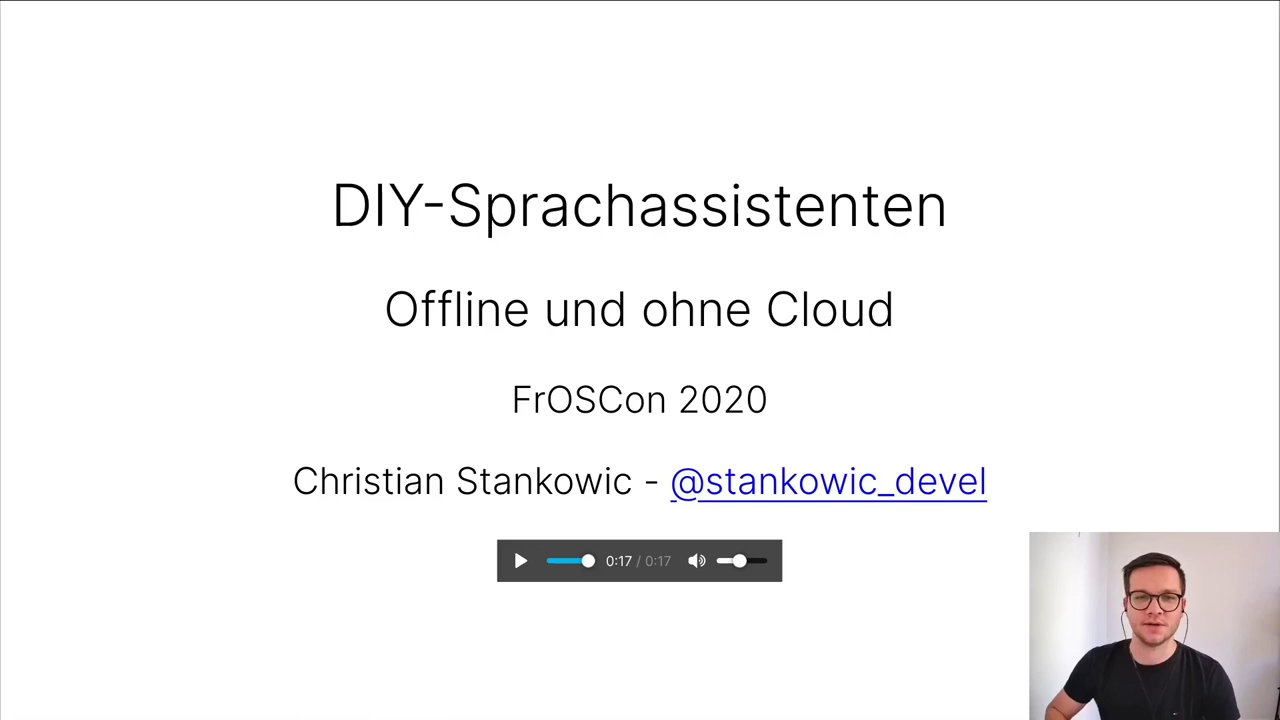 DIY-Sprachassistenten
Offline und ohne Cloud
FrOSCon 2020
Christian Stankowic - @stankowic_devel
0:17 / 0:17